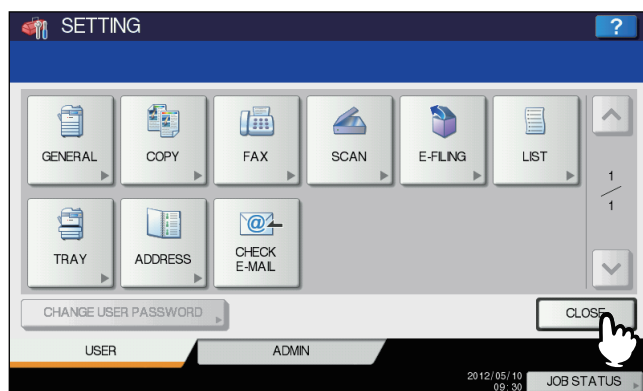 SETTING
?
GENERAL
COPY
FAX
SCAN
E-FILING
LIST
1
1
TRAY
ADDRESS
@
CHECK
E-MAIL
CHANGE USER PASSWORD
CLOSE
USER
ADMIN
2012/05/10
09:30
JOB STATUS